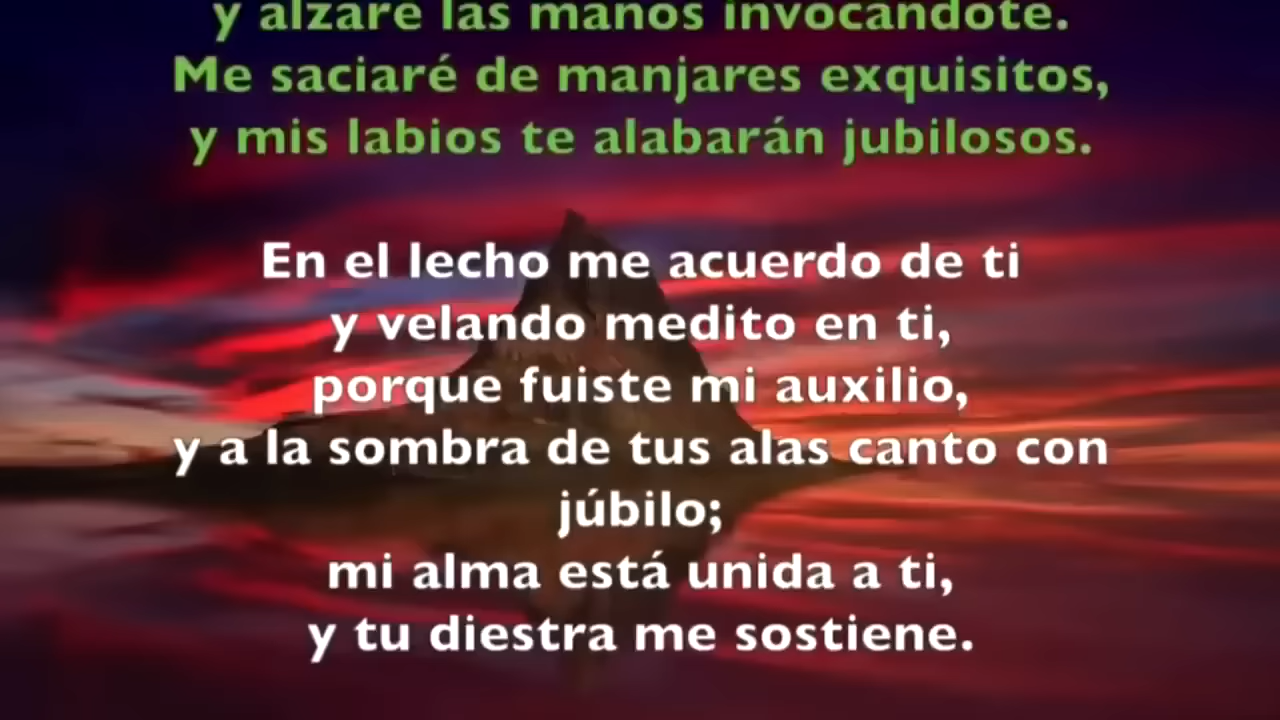 y alzaré las manos invocándote.
Me saciaré de manjares exquisitos,
y mis labios te alabarán jubilosos.
En el lecho me acuerdo de ti
y velando medito en ti,
porque fuiste mi auxilio,
y a la sombra de tus alas canto con
júbilo;
mi alma está unida a ti,
y tu diestra me sostiene.